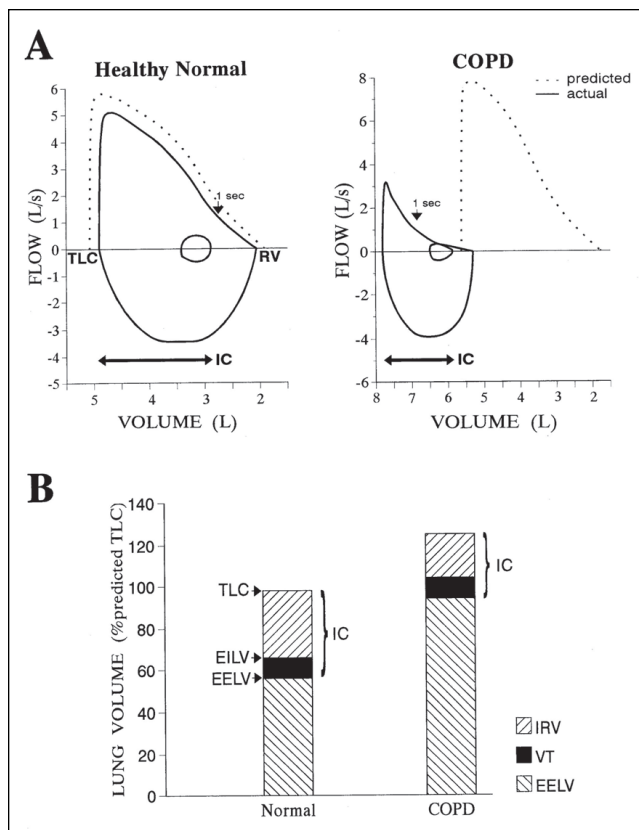 A
Healthy Normal
6
5
4
3
2
1
0
-1
-2
-3
-4
-5
FLOW (L/s)
1 sec
TLC
RV
IC
5
4
3
2
VOLUME (L)
COPD
predicted
actual
8
6
4
2
0
-2
-4
-6
FLOW (L/s)
1 sec
IC
8
7
6
5
4
3
2
VOLUME (L)
B
140
120
100
80
60
40
20
0
LUNG VOLUME (%predicted TLC)
TLC
EILV
EELV
IC
IC
Normal
COPD
IRV
VT
EELV